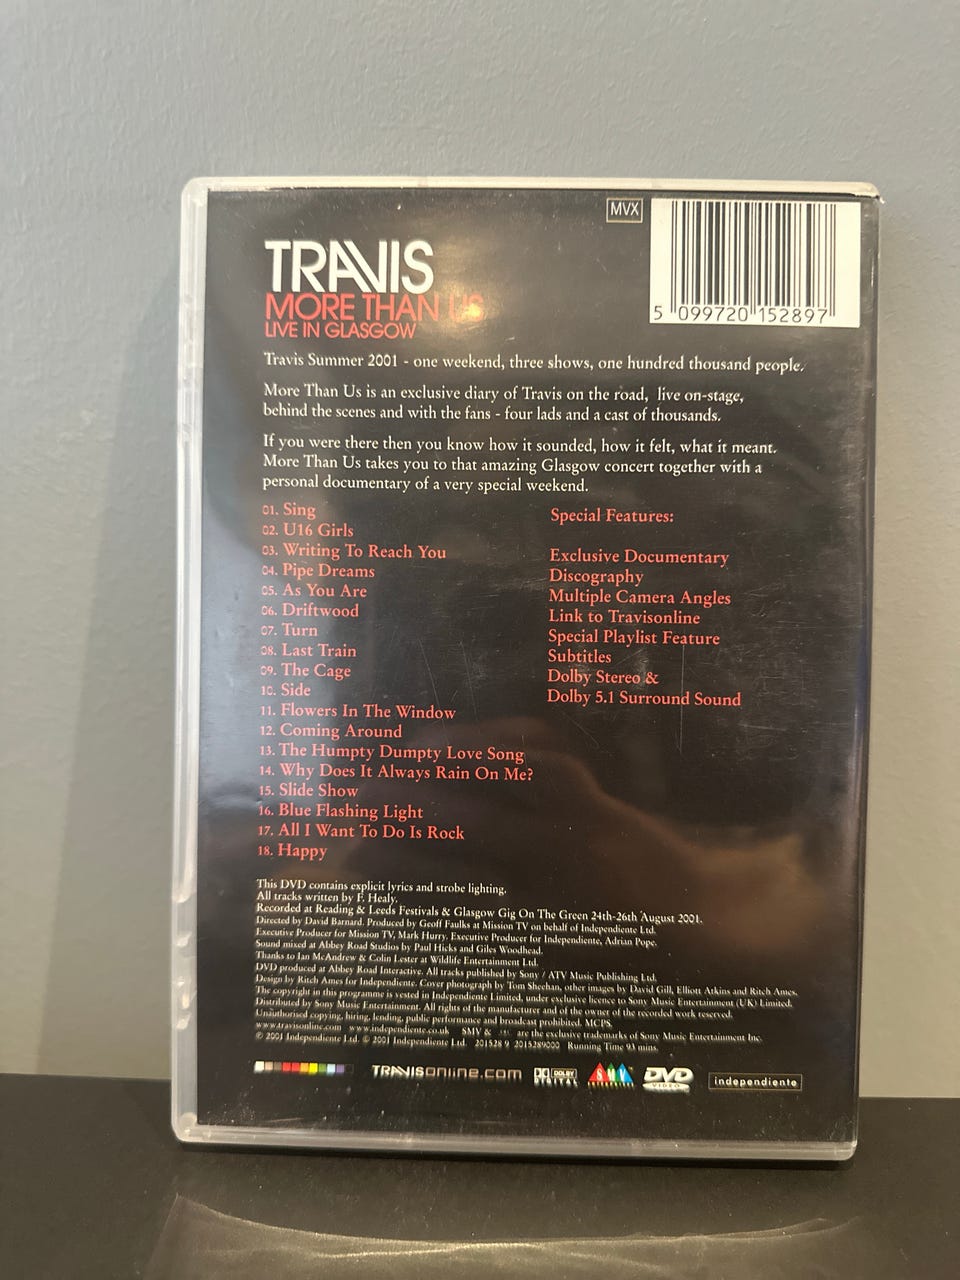 MVX
5 099720 152897
TRAVIS
MORE THAN US
LIVE IN GLASGOW
Travis Summer 2001 - one weekend, three shows, one hundred thousand people.
More Than Us is an exclusive diary of Travis on the road, live on-stage,
behind the scenes and with the fans - four lads and a cast of thousands.
If you were there then you know how it sounded, how it felt, what it meant.
More Than Us takes you to that amazing Glasgow concert together with a
personal documentary of a very special weekend.
01. Sing
02. U16 Girls
03. Writing To Reach You
04. Pipe Dreams
05. As You Are
06. Driftwood
07. Turn
08. Last Train
09. The Cage
10. Side
11. Flowers In The Window
12. Coming Around
13. The Humpty Dumpty Love Song
14. Why Does It Always Rain On Me?
15. Slide Show
16. Blue Flashing Light
17. All I Want To Do Is Rock
18. Happy
Special Features:
Exclusive Documentary
Discography
Multiple Camera Angles
Link to Travisonline
Special Playlist Feature
Subtitles
Dolby Stereo &
Dolby 5.1 Surround Sound
This DVD contains explicit lyrics and strobe lighting.
All tracks written by F. Healy.
Recorded at Reading & Leeds Festivals & Glasgow Gig On The Green 24th-26th August 2001.
Directed by David Barnard. Produced by Geoff Faulks at Mission TV on behalf of Independiente Ltd.
Executive Producer for Mission TV, Mark Hurry. Executive Producer for Independiente, Adrian Pope.
Sound mixed at Abbey Road Studios by Paul Hicks and Giles Woodhead.
Thanks to Ian McAndrew & Colin Lester at Wildlife Entertainment Ltd.
DVD produced at Abbey Road Interactive. All tracks published by Sony / ATV Music Publishing Ltd.
Design by Ritch Ames for Independiente. Cover photography by Tom Sheehan, other images by David Gill, Elliott Atkins and Ritch Ames.
The copyright in this programme is vested in Independiente Limited, under exclusive licence to Sony Music Entertainment (UK) Limited.
Distributed by Sony Music Entertainment. All rights of the manufacturer and of the owner of the recorded work reserved.
Unauthorised copying, hiring, lending, public performance and broadcast prohibited. MCPS.
www.travisonline.com www.independiente.co.uk SMV & are the exclusive trademarks of Sony Music Entertainment Inc.
℗ 2001 Independiente Ltd. © 2001 Independiente Ltd. 201528 9 2015289000 Running Time 93 mins.
TRAVISonline.com
DOLBY
DIGITAL
SMV
DVD
VIDEO
independiente